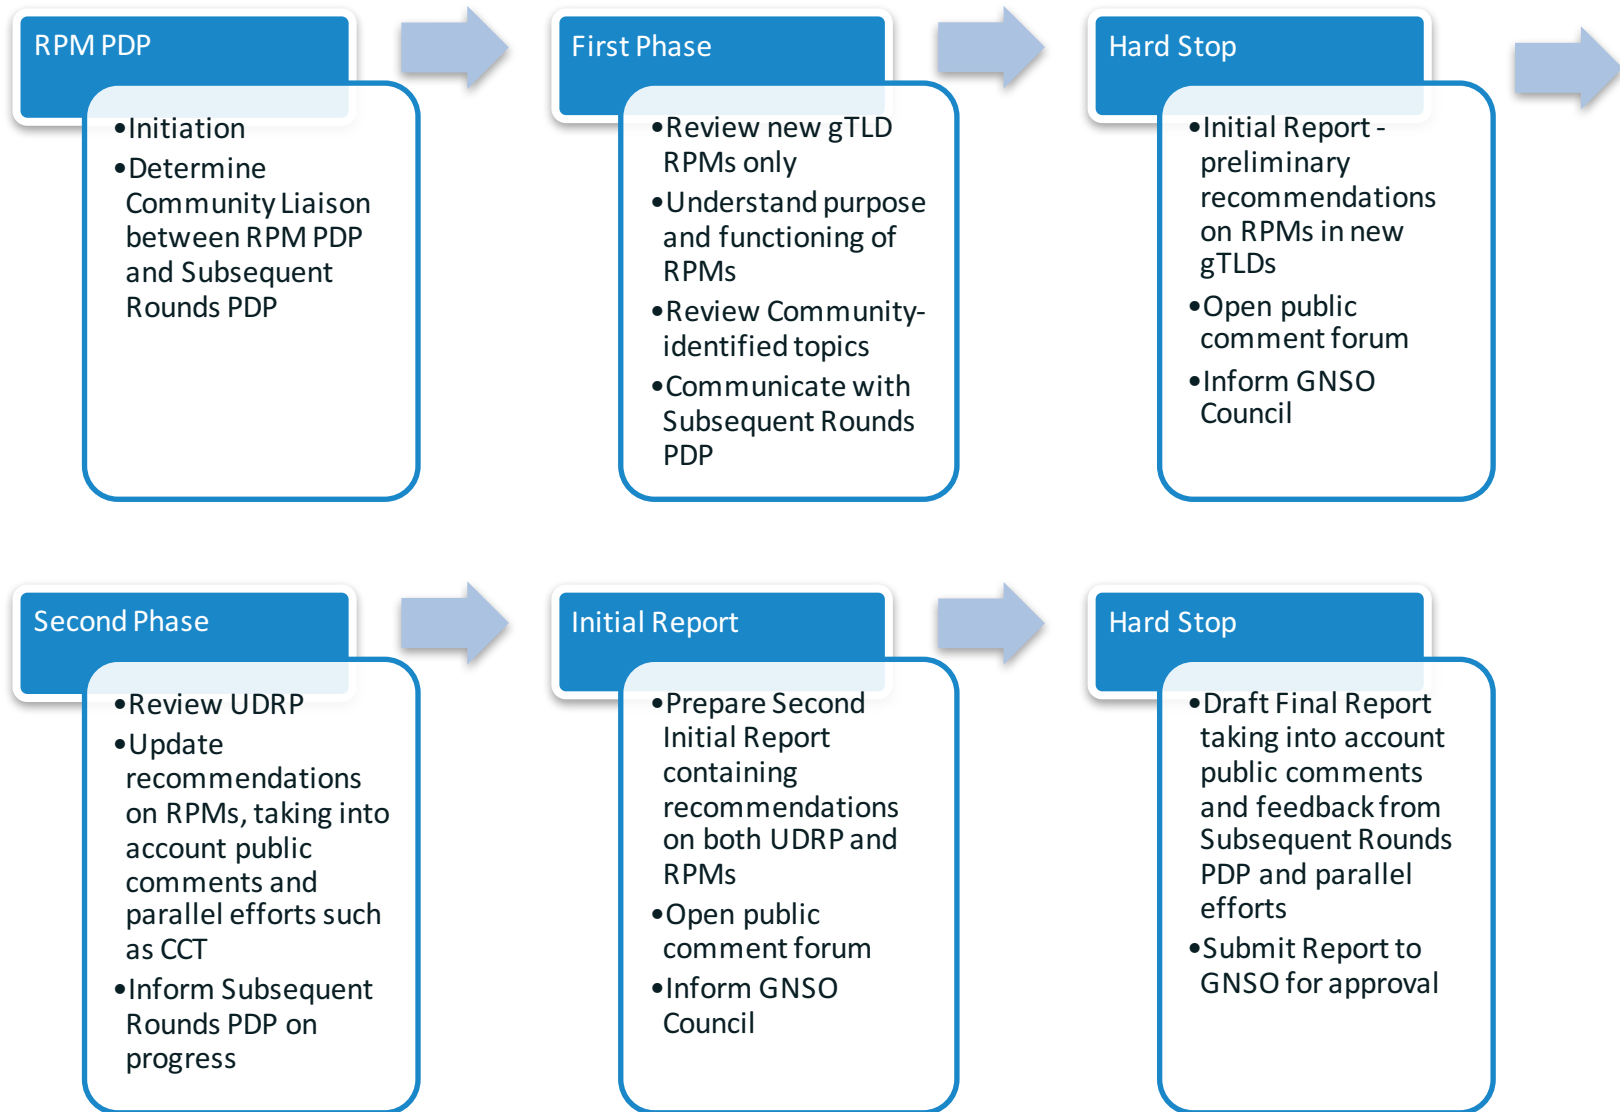 RPM PDP
•Initiation
•Determine
Community Liaison
between RPM PDP
and Subsequent
Rounds PDP
First Phase
•Review new gTLD
RPMs only
•Understand purpose
and functioning of
RPMs
•Review Community-
identified topics
•Communicate with
Subsequent Rounds
PDP
Hard Stop
•Initial Report -
preliminary
recommendations
on RPMs in new
gTLDs
•Open public
comment forum
•Inform GNSO
Council
Second Phase
•Review UDRP
•Update
recommendations
on RPMs, taking into
account public
comments and
parallel efforts such
as CCT
•Inform Subsequent
Rounds PDP on
progress
Initial Report
•Prepare Second
Initial Report
containing
recommendations
on both UDRP and
RPMs
•Open public
comment forum
•Inform GNSO
Council
Hard Stop
•Draft Final Report
taking into account
public comments
and feedback from
Subsequent Rounds
PDP and parallel
efforts
•Submit Report to
GNSO for approval